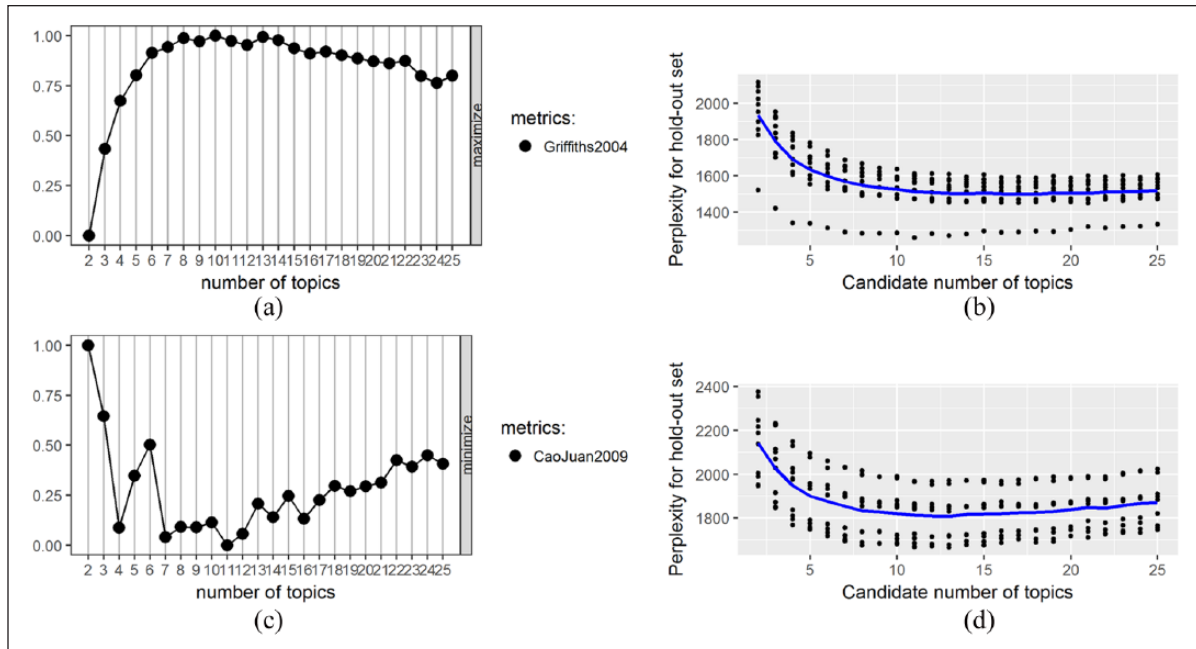 1.00
0.75
0.50
0.25
0.00
2 3 4 5 6 7 8 9 10 11 12 13 14 15 16 17 18 19 20 21 22 23 24 25
number of topics
maximize
metrics:
Griffiths2004
(a)
Perplexity for hold-out set
2000
1800
1600
1400
5 10 15 20 25
Candidate number of topics
(b)
1.00
0.75
0.50
0.25
0.00
2 3 4 5 6 7 8 9 10 11 12 13 14 15 16 17 18 19 20 21 22 23 24 25
number of topics
minimize
metrics:
CaoJuan2009
(c)
Perplexity for hold-out set
2400
2200
2000
1800
5 10 15 20 25
Candidate number of topics
(d)